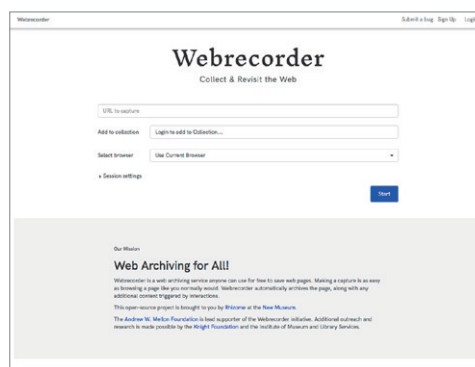 Webrecorder
Submit a bug Sign Up Login
Webrecorder
Collect & Revisit the Web
URL to capture
Add to collection Login to add to Collection...
Select browser Use Current Browser
Session settings
Start
Our Mission
Web Archiving for All!
Webrecorder is a web archiving service anyone can use for free to save web pages. Making a capture is as easy
as browsing a page like you normally would. Webrecorder automatically archives the page, along with any
additional content triggered by interactions.
This open-source project is brought to you by Rhizome at the New Museum.
The Andrew W. Mellon Foundation is lead supporter of the Webrecorder initiative. Additional outreach and
research is made possible by the Knight Foundation and the Institute of Museum and Library Services.